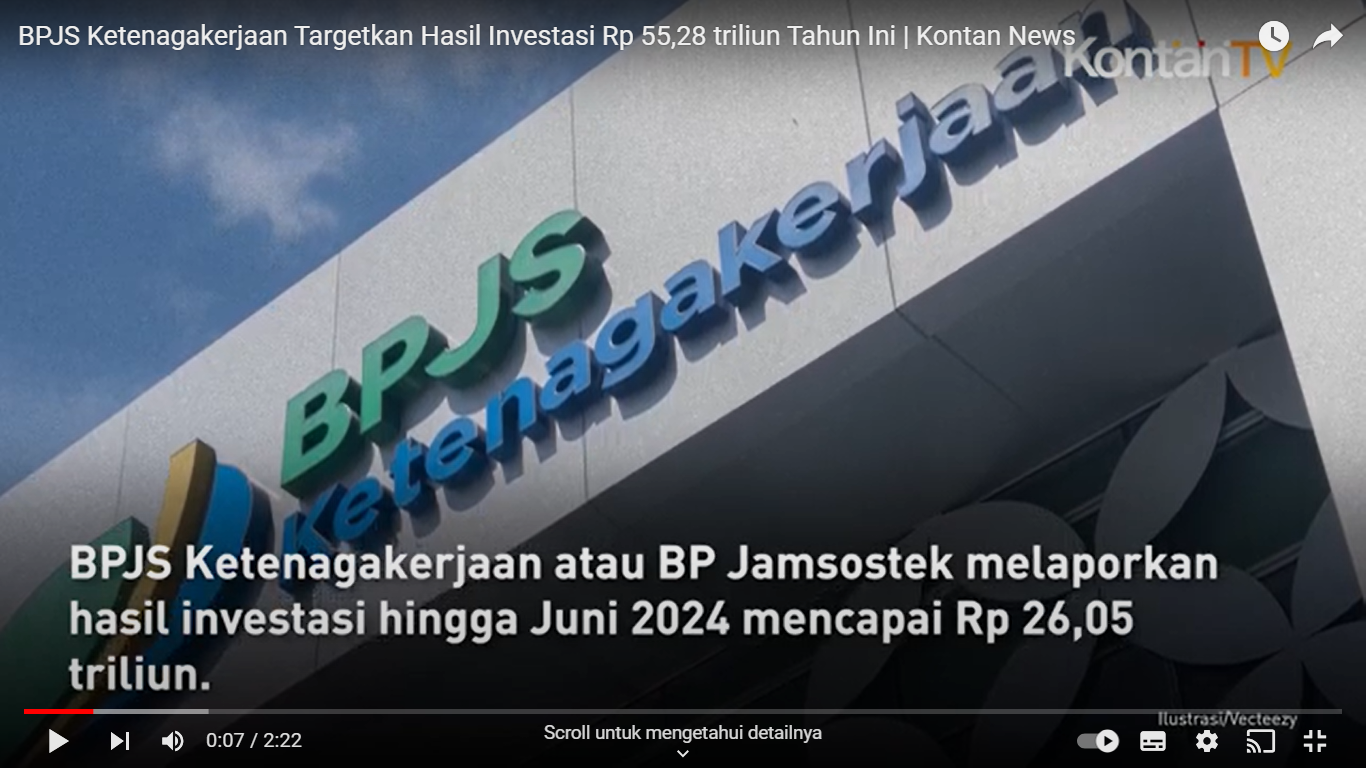 BPJS Ketenagakerjaan Targetkan Hasil Investasi Rp 55,28 triliun Tahun Ini | Kontan News
KontanTV
BPJS
Ketenagakerjaan
BPJS Ketenagakerjaan atau BP Jamsostek melaporkan
hasil investasi hingga Juni 2024 mencapai Rp 26,05
triliun.
Ilustrasi/Vecteezy
0:07 / 2:22
Scroll untuk mengetahui detailnya